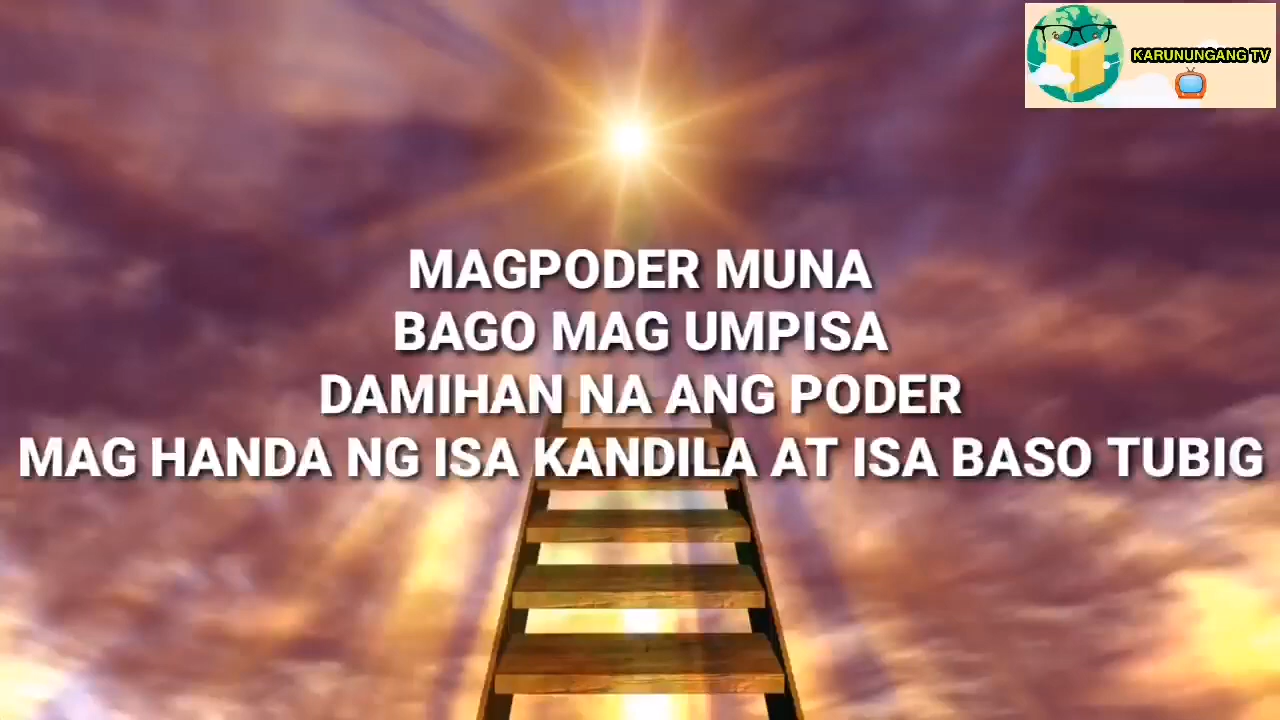 KARUNUNGANG TV
MAGPODER MUNA
BAGO MAG UMPISA
DAMIHAN NA ANG PODER
MAG HANDA NG ISA KANDILA AT ISA BASO TUBIG